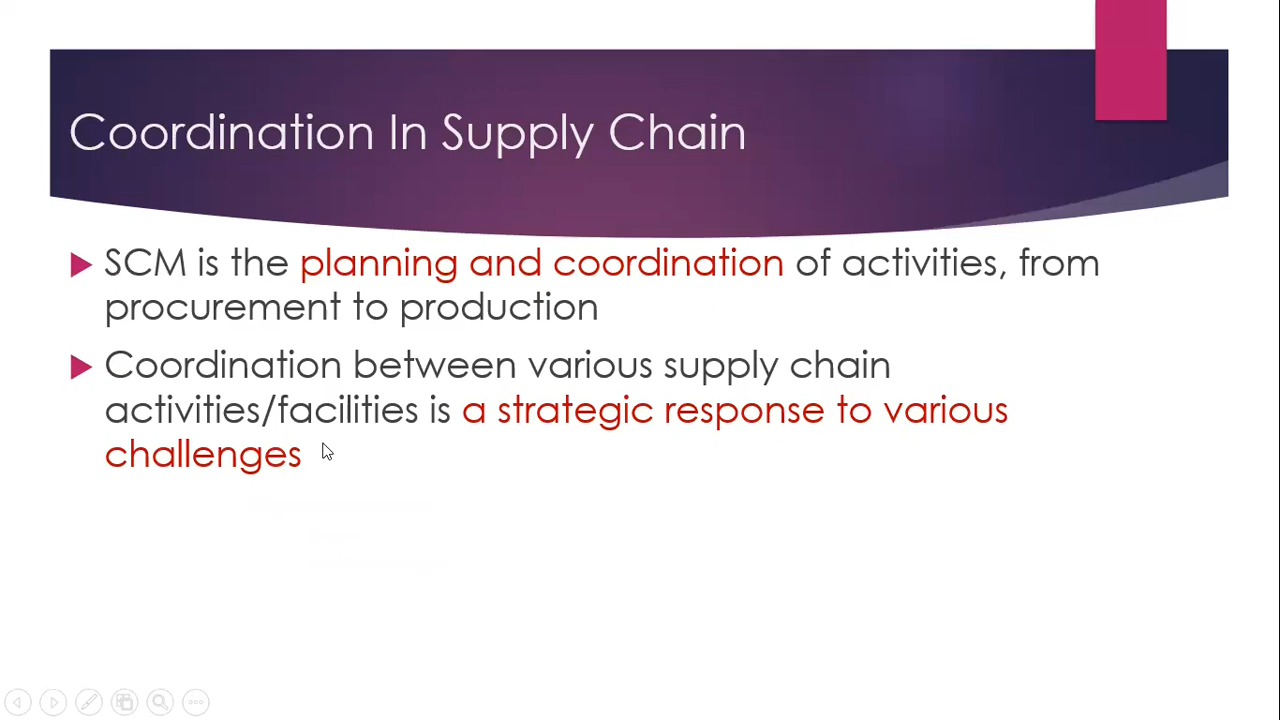 Coordination In Supply Chain
SCM is the planning and coordination of activities, from
procurement to production
Coordination between various supply chain
activities/facilities is a strategic response to various
challenges